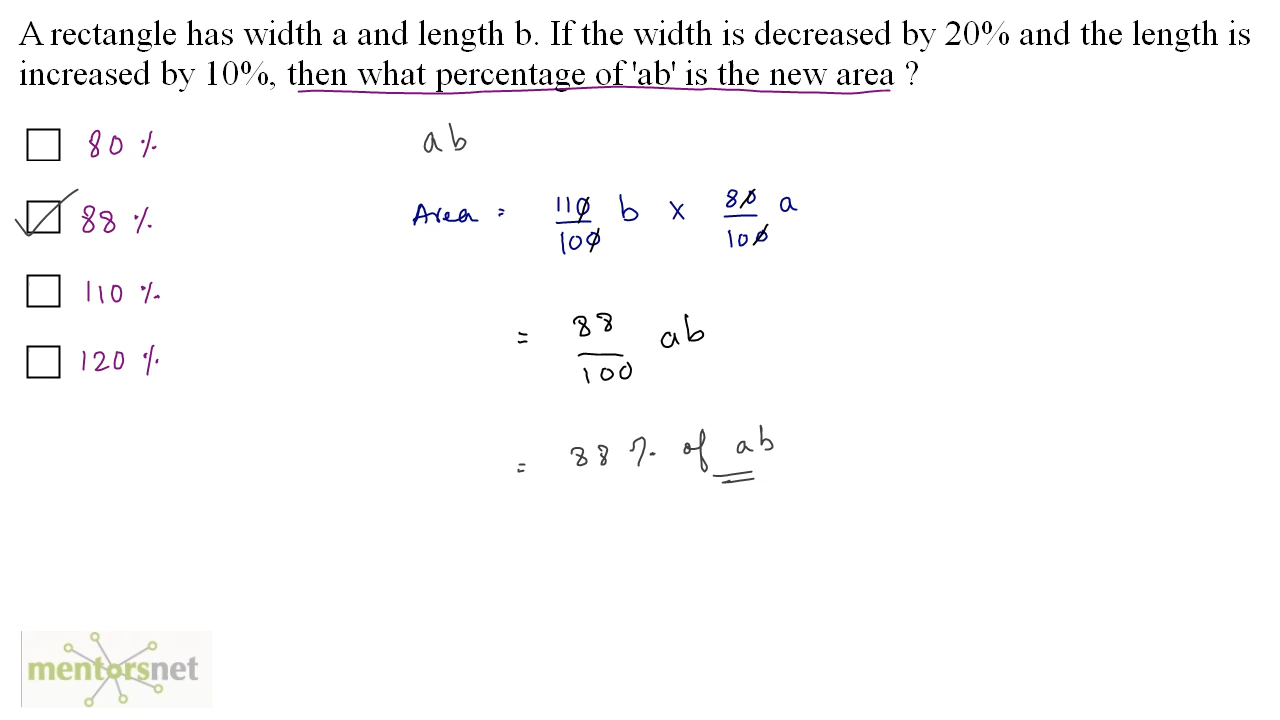 A rectangle has width a and length b. If the width is decreased by 20% and the length is
increased by 10%, then what percentage of 'ab' is the new area ?
80 %
88 %
110 %
120 %
ab
Area = 110/100 b x 80/100 a
= 88/100 ab
= 88 % of ab
mentorsnet